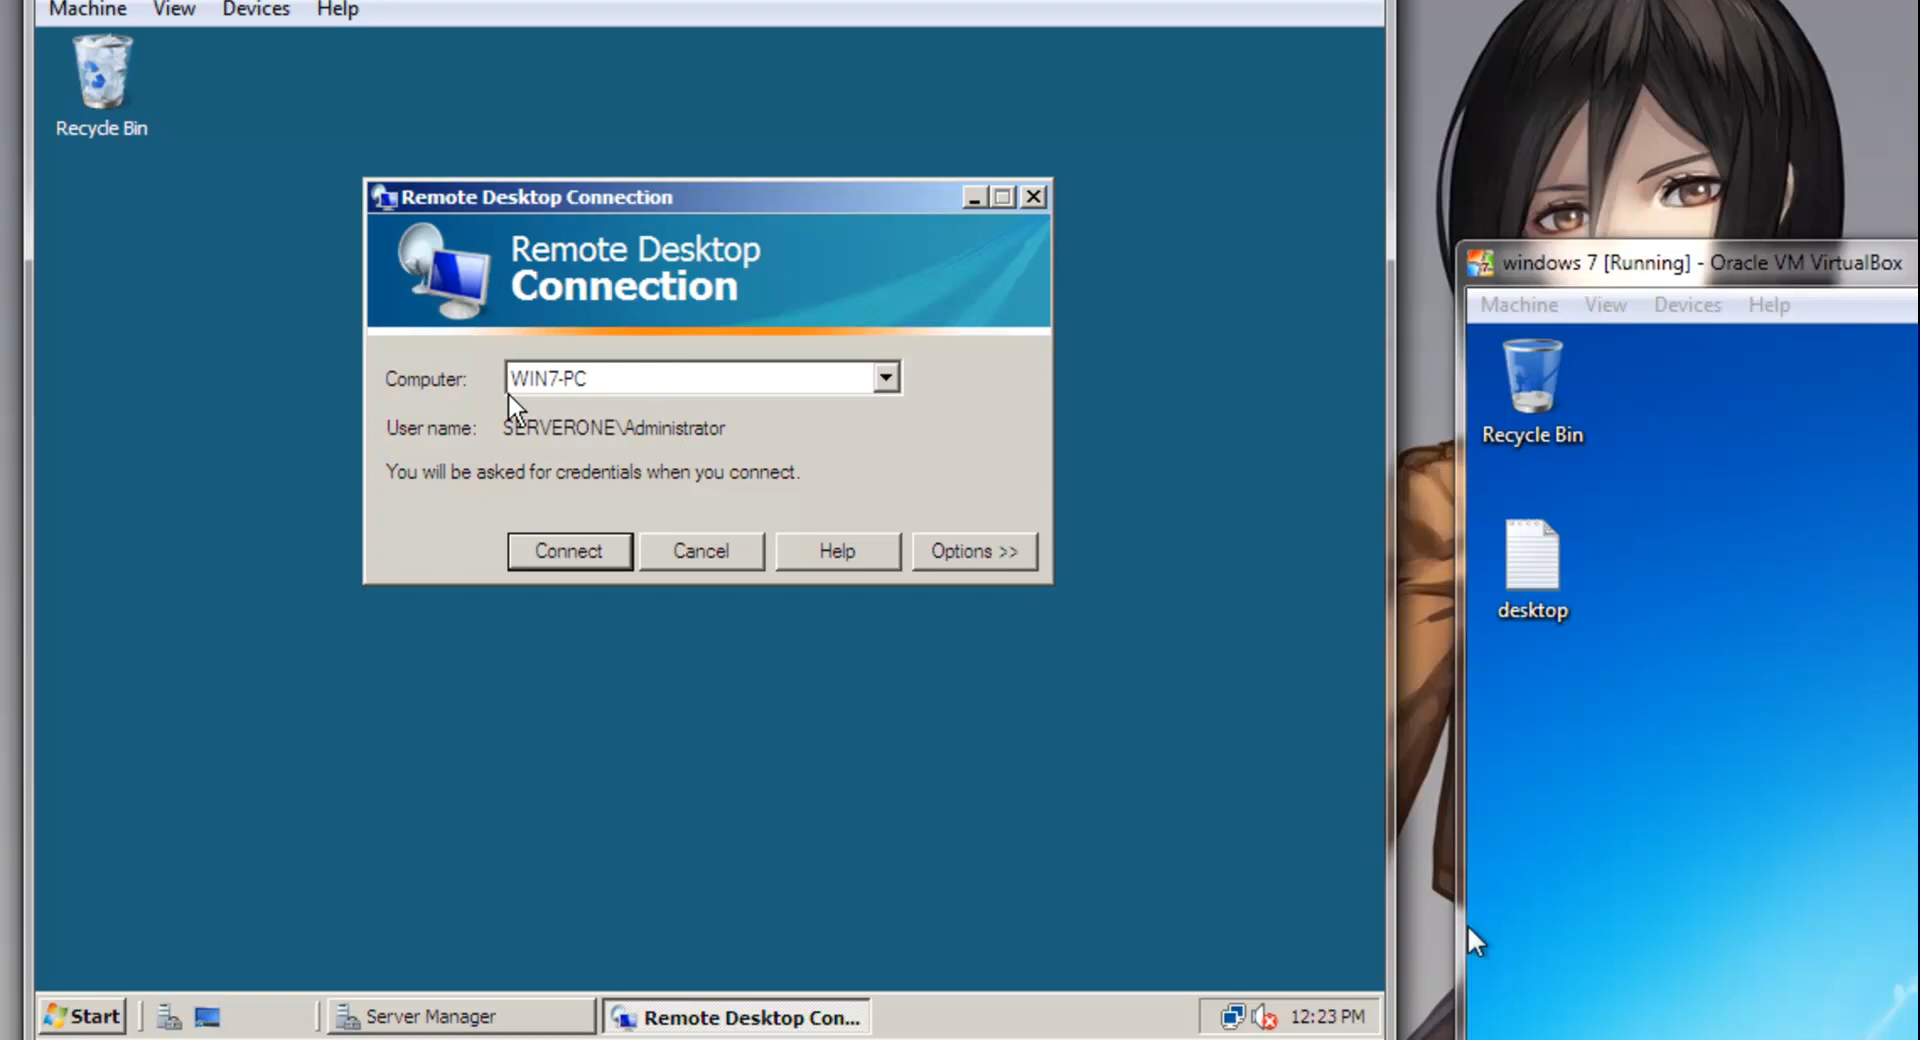 Machine View Devices Help
Recycle Bin
Remote Desktop Connection
Remote Desktop
Connection
Computer: WIN7-PC
User name: SERVERONE\Administrator
You will be asked for credentials when you connect.
Connect Cancel Help Options >>
windows 7 [Running] - Oracle VM VirtualBox
Machine View Devices Help
Recycle Bin
desktop
Start Server Manager Remote Desktop Con... 12:23 PM